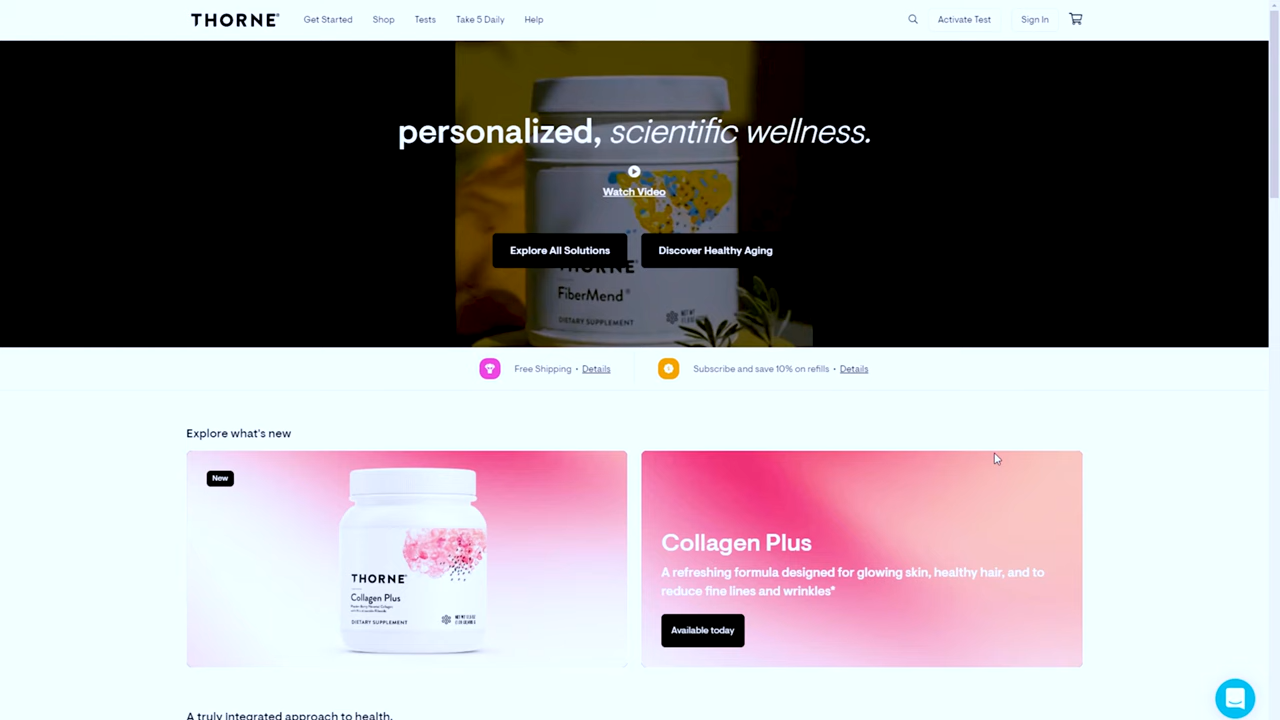 THORNE
Get Started
Shop
Tests
Take 5 Daily
Help
Activate Test
Sign In
personalized, scientific wellness.
Watch Video
Explore All Solutions
Discover Healthy Aging
THORNE
FiberMend®
DIETARY SUPPLEMENT
Free Shipping • Details
Subscribe and save 10% on refills • Details
Explore what's new
New
THORNE
Collagen Plus
DIETARY SUPPLEMENT
Collagen Plus
A refreshing formula designed for glowing skin, healthy hair, and to
reduce fine lines and wrinkles*
Available today
A truly integrated approach to health.